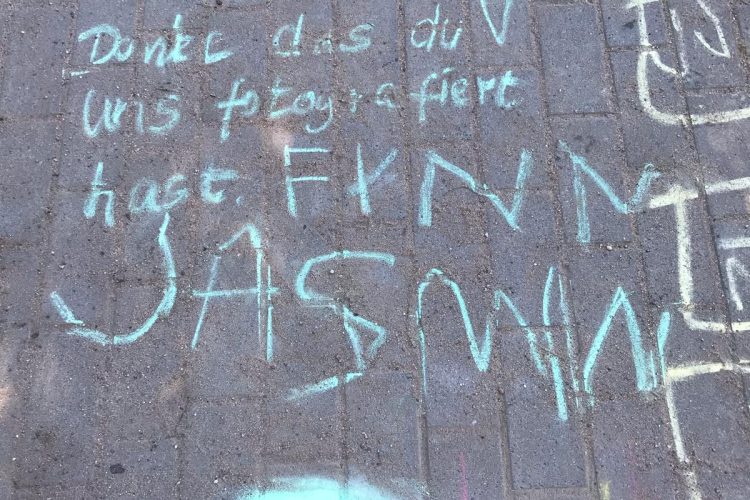 Danke das du
uns fotografiert
hast. FYNN
JASMIN